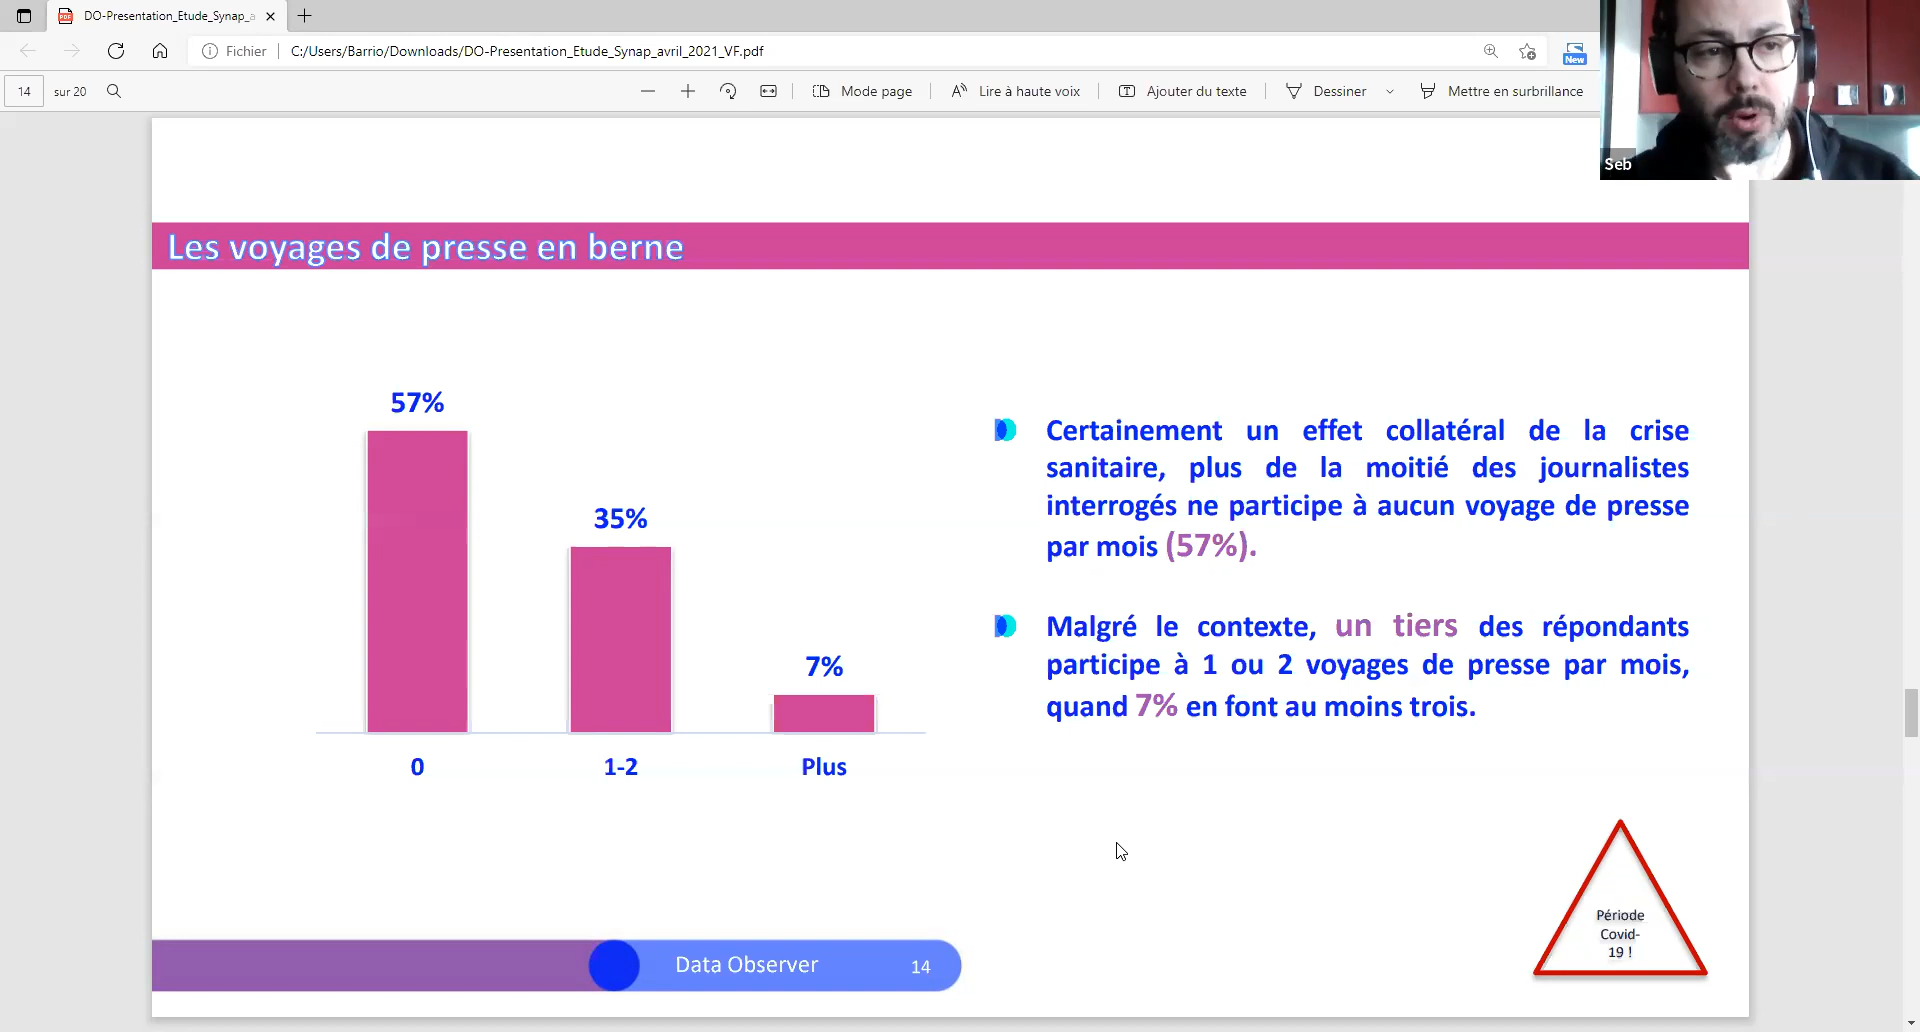 DO-Presentation_Etude_Synap_a
Fichier
C:/Users/Barrio/Downloads/DO-Presentation_Etude_Synap_avril_2021_VF.pdf
New
14 sur 20
Mode page
Lire à haute voix
Ajouter du texte
Dessiner
Mettre en surbrillance
Seb
Les voyages de presse en berne
57%
35%
7%
0
1-2
Plus
Certainement un effet collatéral de la crise
sanitaire, plus de la moitié des journalistes
interrogés ne participe à aucun voyage de presse
par mois (57%).
Malgré le contexte, un tiers des répondants
participe à 1 ou 2 voyages de presse par mois,
quand 7% en font au moins trois.
Période
Covid-
19 !
Data Observer
14